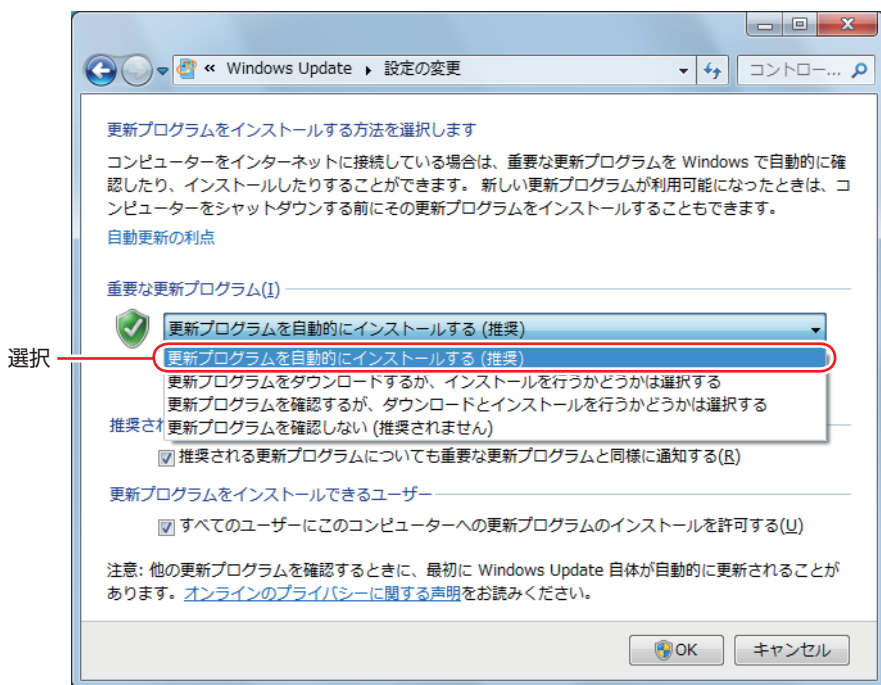 « Windows Update ▸ 設定の変更
コントロー...
更新プログラムをインストールする方法を選択します
コンピューターをインターネットに接続している場合は、重要な更新プログラムを Windows で自動的に確
認したり、インストールしたりすることができます。 新しい更新プログラムが利用可能になったときは、コ
ンピューターをシャットダウンする前にその更新プログラムをインストールすることもできます。
自動更新の利点
重要な更新プログラム(I)
更新プログラムを自動的にインストールする (推奨)
選択
更新プログラムを自動的にインストールする (推奨)
更新プログラムをダウンロードするが、インストールを行うかどうかは選択する
更新プログラムを確認するが、ダウンロードとインストールを行うかどうかは選択する
推奨され
更新プログラムを確認しない (推奨されません)
推奨される更新プログラムについても重要な更新プログラムと同様に通知する(R)
更新プログラムをインストールできるユーザー
すべてのユーザーにこのコンピューターへの更新プログラムのインストールを許可する(U)
注意: 他の更新プログラムを確認するときに、最初に Windows Update 自体が自動的に更新されることが
あります。オンラインのプライバシーに関する声明をお読みください。
OK
キャンセル